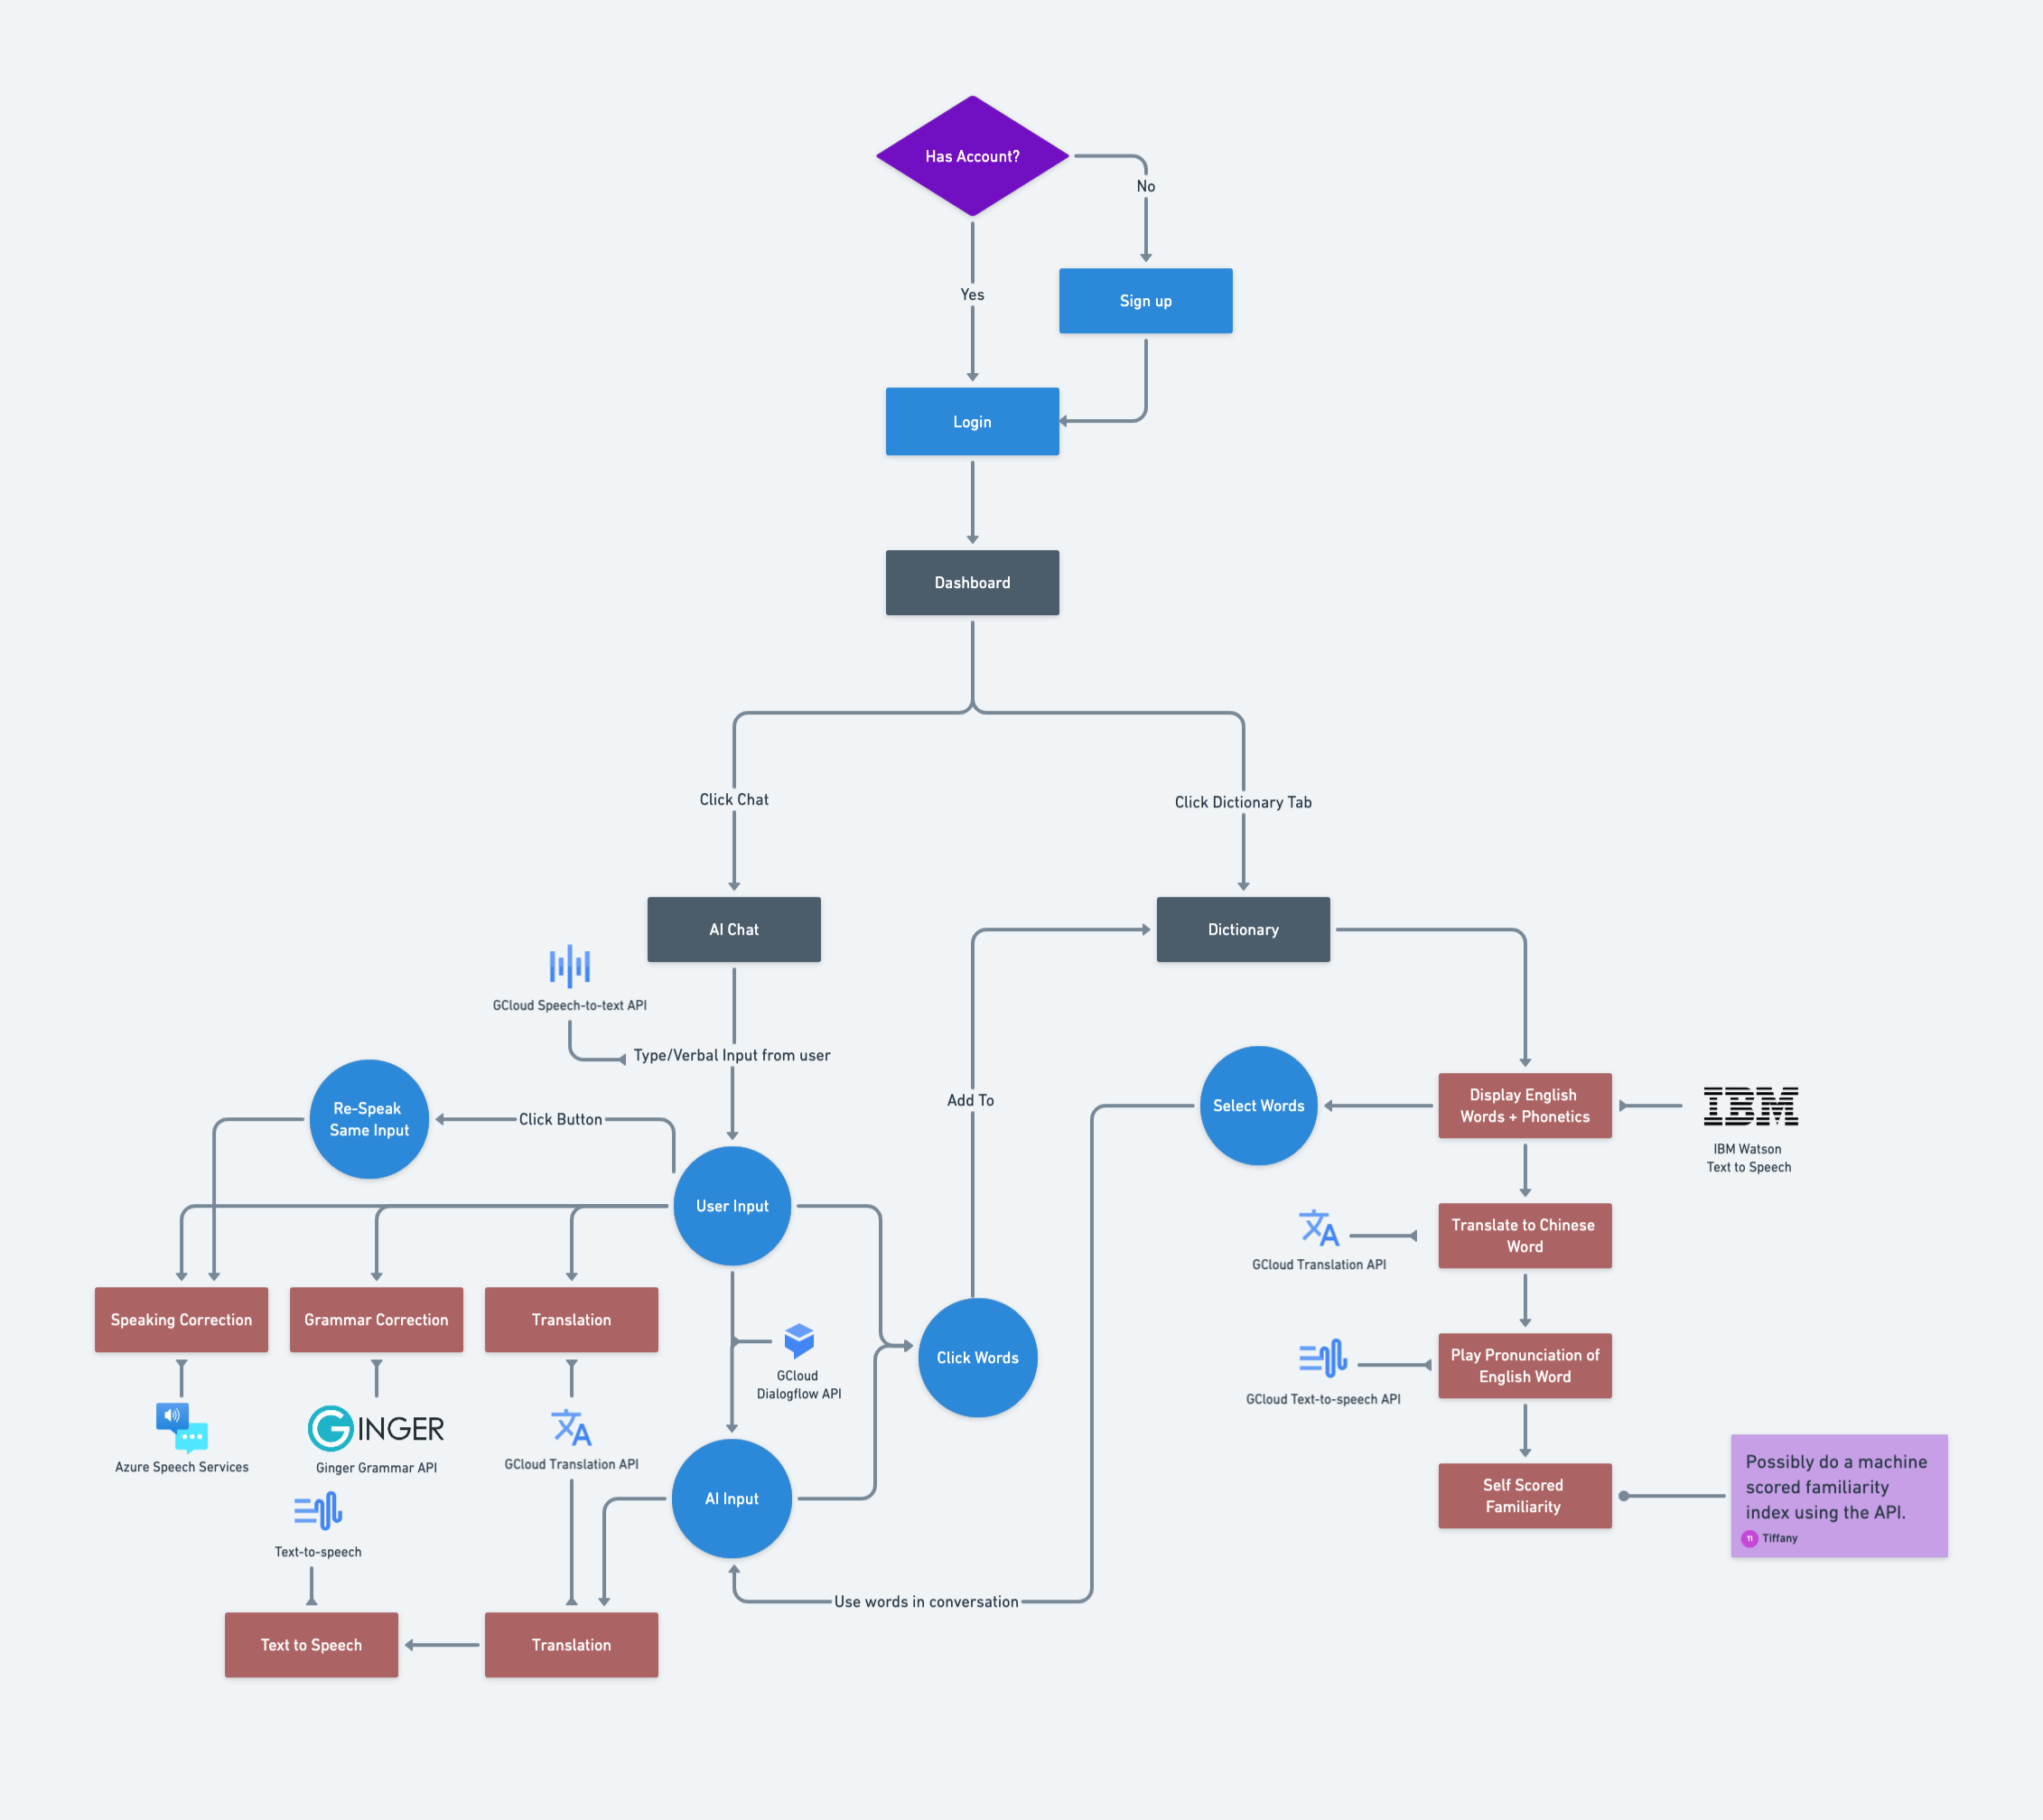 Has Account?
No
Yes
Sign up
Login
Dashboard
Click Chat
Click Dictionary Tab
AI Chat
Dictionary
GCloud Speech-to-text API
Type/Verbal Input from user
Re-Speak
Same Input
Click Button
Add To
Select Words
Display English
Words + Phonetics
IBM
IBM Watson
Text to Speech
User Input
Translate to Chinese
Word
GCloud Translation API
Speaking Correction
Grammar Correction
Translation
GCloud
Dialogflow API
Click Words
Play Pronunciation of
English Word
GCloud Text-to-speech API
GINGER
Azure Speech Services
Ginger Grammar API
GCloud Translation API
AI Input
Self Scored
Familiarity
Possibly do a machine
scored familiarity
index using the API.
TI
Tiffany
Text-to-speech
Use words in conversation
Text to Speech
Translation